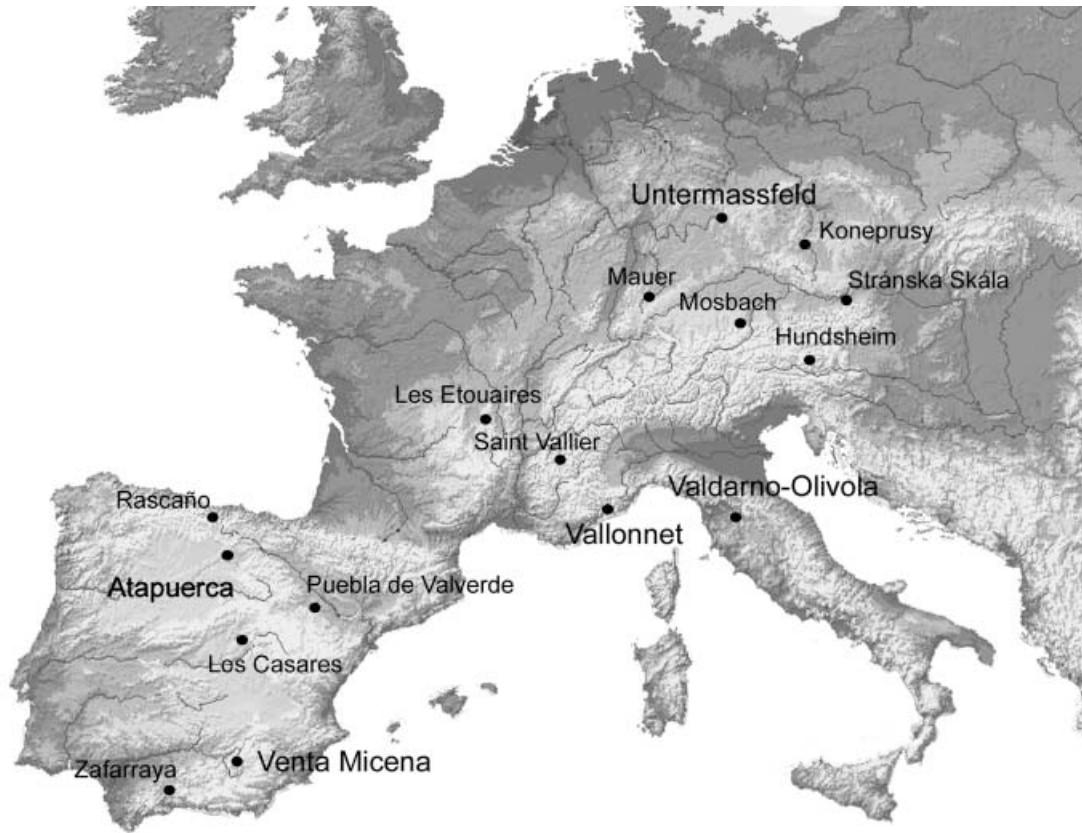 Untermassfeld
Koneprusy
Mauer
Stránska Skála
Mosbach
Hundsheim
Les Etouaires
Saint Vallier
Valdarno-Olivola
Rascaño
Vallonnet
Atapuerca
Puebla de Valverde
Los Casares
Venta Micena
Zafarraya